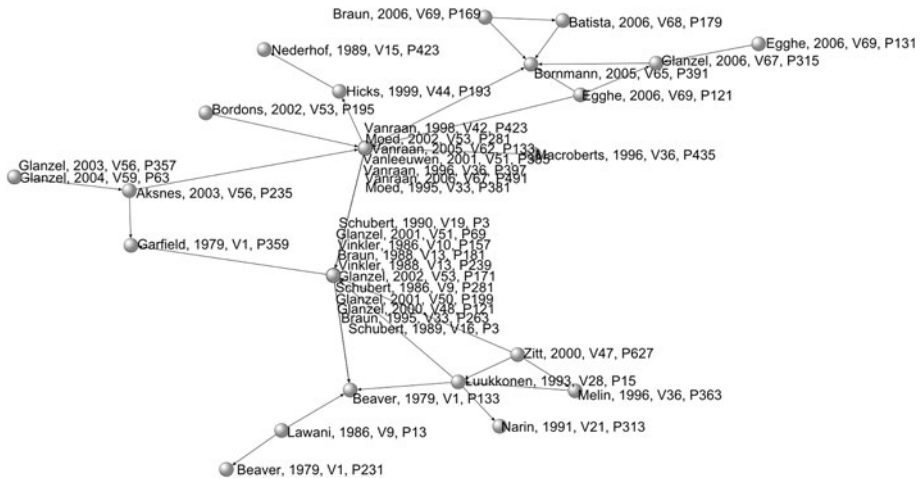 Braun, 2006, V69, P169
Batista, 2006, V68, P179
Egghe, 2006, V69, P131
Nederhof, 1989, V15, P423
Glanzel, 2006, V67, P315
Bornmann, 2005, V65, P391
Hicks, 1999, V44, P193
Egghe, 2006, V69, P121
Bordons, 2002, V53, P195
Vanraan, 1998, V42, P423
Moed, 2002, V53, P281
Vanraan, 2005, V62, P133
Macroberts, 1996, V36, P435
Vanleeuwen, 2001, V51, P385
Vanraan, 1996, V36, P397
Vanraan, 2006, V67, P491
Moed, 1995, V33, P381
Glanzel, 2003, V56, P357
Glanzel, 2004, V59, P63
Aksnes, 2003, V56, P235
Garfield, 1979, V1, P359
Schubert, 1990, V19, P3
Glanzel, 2001, V51, P69
Vinkler, 1986, V10, P157
Braun, 1988, V13, P181
Vinkler, 1988, V13, P239
Glanzel, 2002, V53, P171
Schubert, 1986, V9, P281
Glanzel, 2001, V50, P199
Glanzel, 2000, V48, P121
Braun, 1995, V33, P263
Schubert, 1989, V16, P3
Zitt, 2000, V47, P627
Luukkonen, 1993, V28, P15
Melin, 1996, V36, P363
Beaver, 1979, V1, P133
Narin, 1991, V21, P313
Lawani, 1986, V9, P13
Beaver, 1979, V1, P231